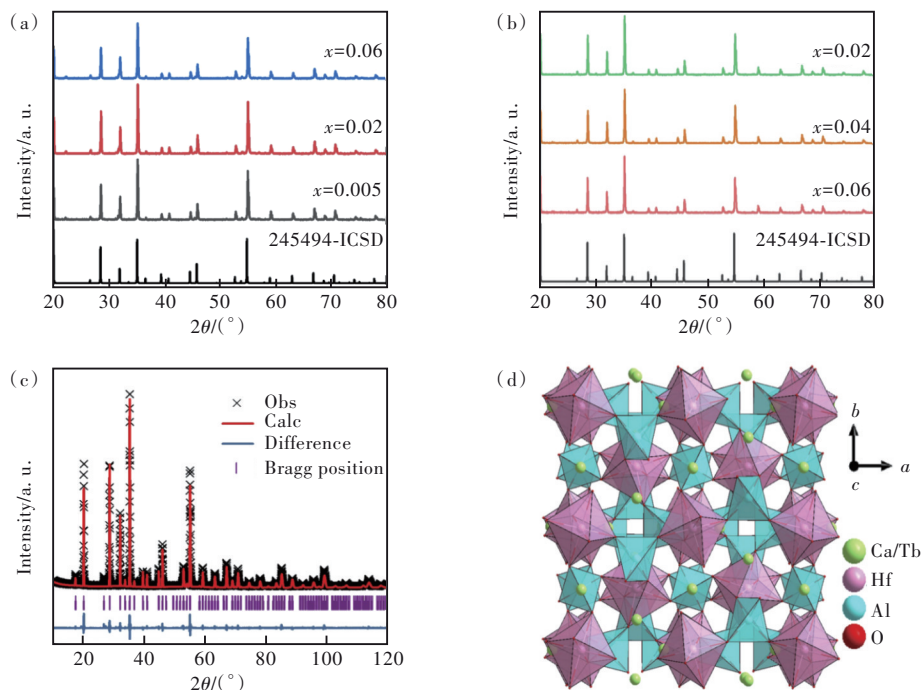 (a)
x=0.06
x=0.02
x=0.005
245494-ICSD
Intensity/a. u.
20 30 40 50 60 70 80
2θ/(°)
(b)
x=0.02
x=0.04
x=0.06
245494-ICSD
Intensity/a. u.
20 30 40 50 60 70 80
2θ/(°)
(c)
Obs
Calc
Difference
Bragg position
Intensity/a. u.
20 40 60 80 100 120
2θ/(°)
(d)
b
a
c
Ca/Tb
Hf
Al
O